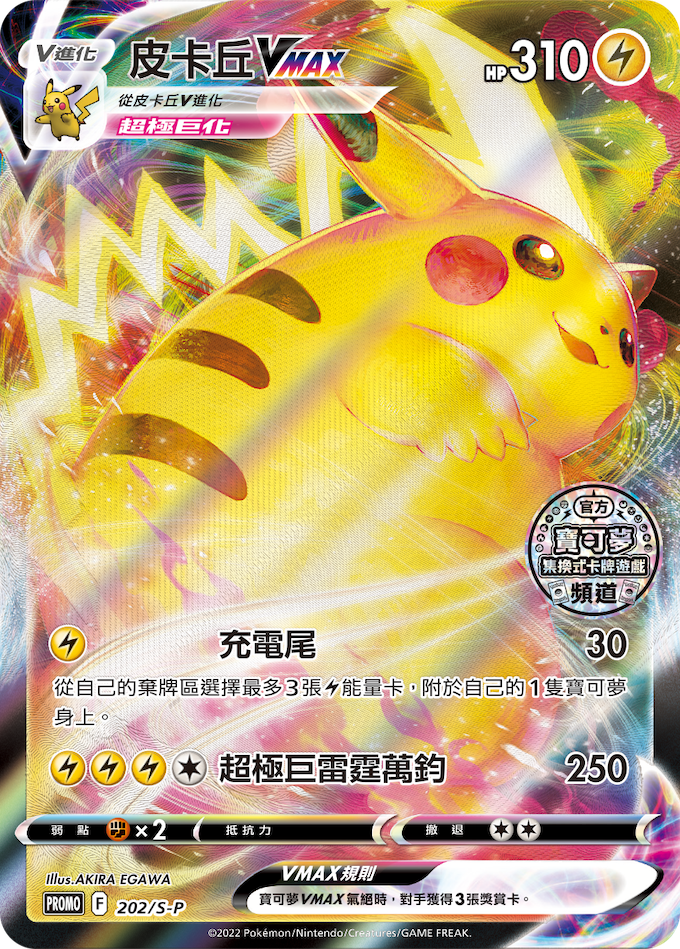 V進化
皮卡丘VMAX
HP310
從皮卡丘V進化
超極巨化
官方
寶可夢
集換式卡牌遊戲
頻道
充電尾 30
從自己的棄牌區選擇最多3張能量卡，附於自己的1隻寶可夢
身上。
超極巨雷霆萬鈞 250
弱點 ×2 抵抗力 撤退
Illus.AKIRA EGAWA
VMAX規則
PROMO F 202/S-P
寶可夢VMAX氣絕時，對手獲得3張獎賞卡。
©2022 Pokémon/Nintendo/Creatures/GAME FREAK.